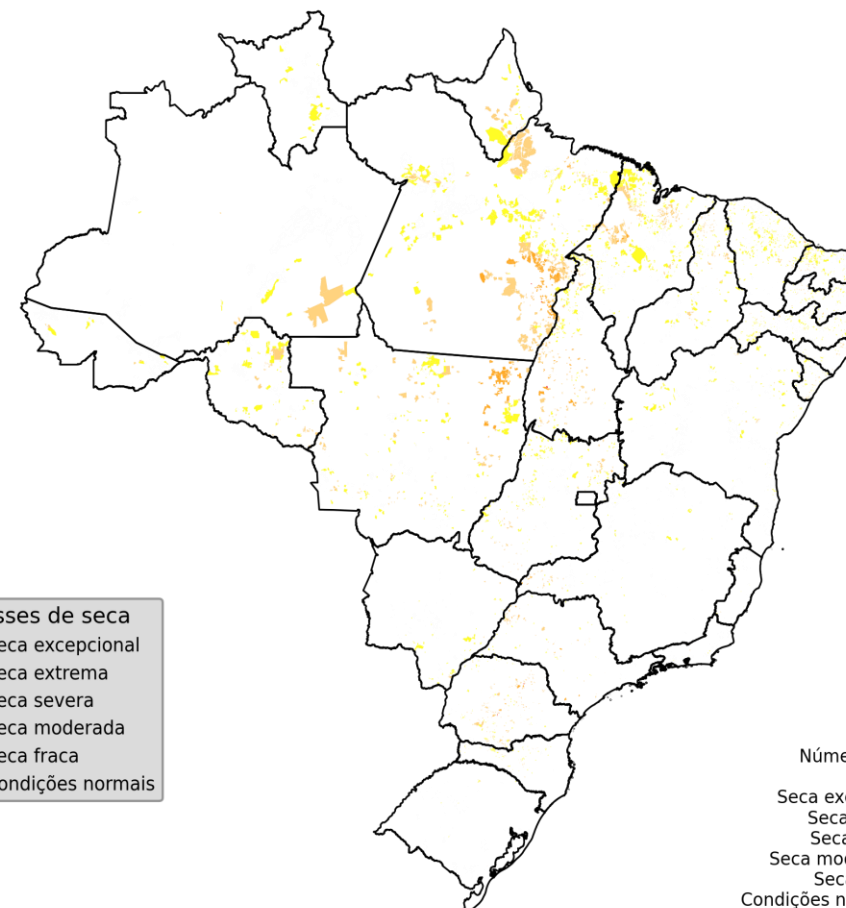 sses de seca
eca excepcional
eca extrema
eca severa
eca moderada
eca fraca
ondições normais
Núme
Seca exc
Seca
Seca
Seca mod
Seca
Condições n